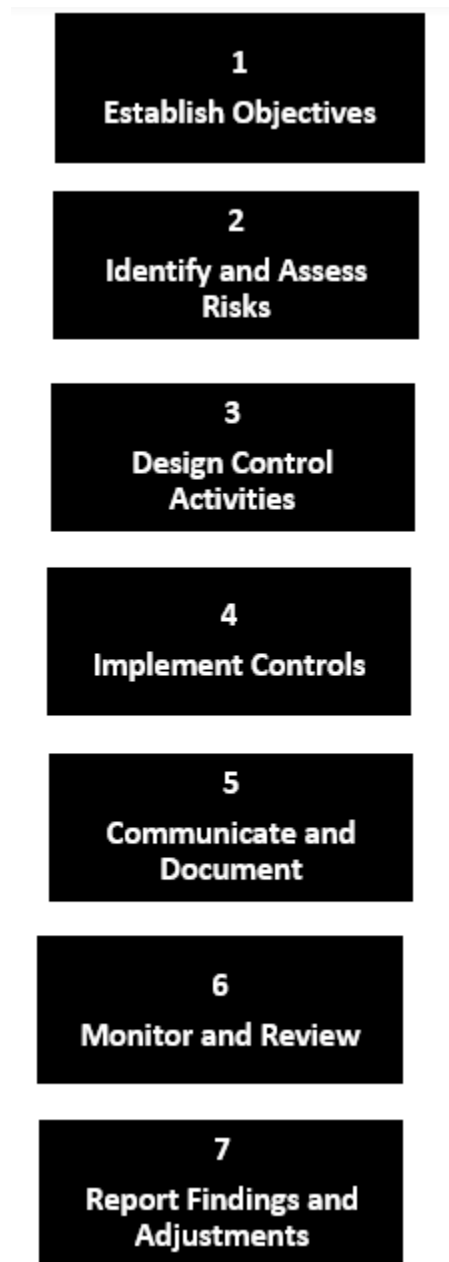 1
Establish Objectives
2
Identify and Assess
Risks
3
Design Control
Activities
4
Implement Controls
5
Communicate and
Document
6
Monitor and Review
7
Report Findings and
Adjustments